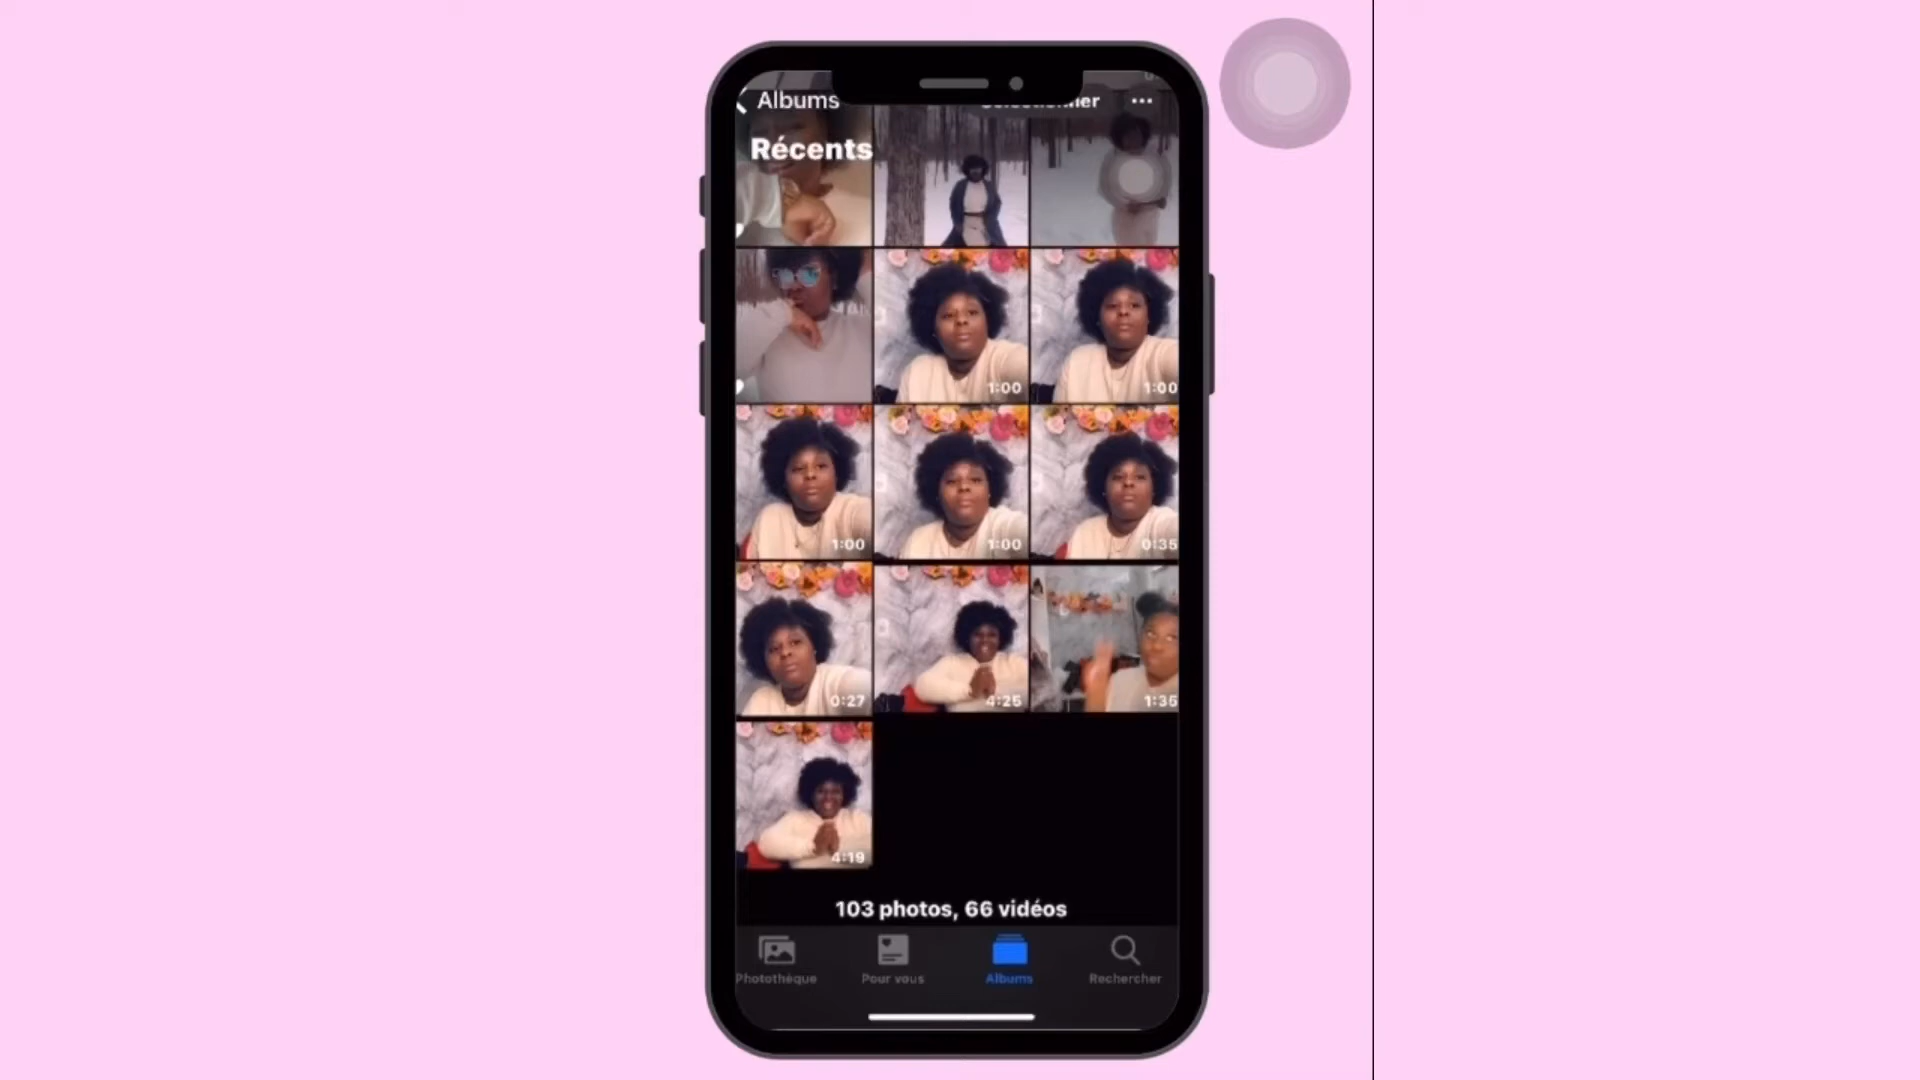 Albums
Sélectionner
Récents
1:00
1:00
1:00
1:00
0:35
0:27
4:25
1:35
4:19
103 photos, 66 vidéos
Photothèque
Pour vous
Albums
Rechercher